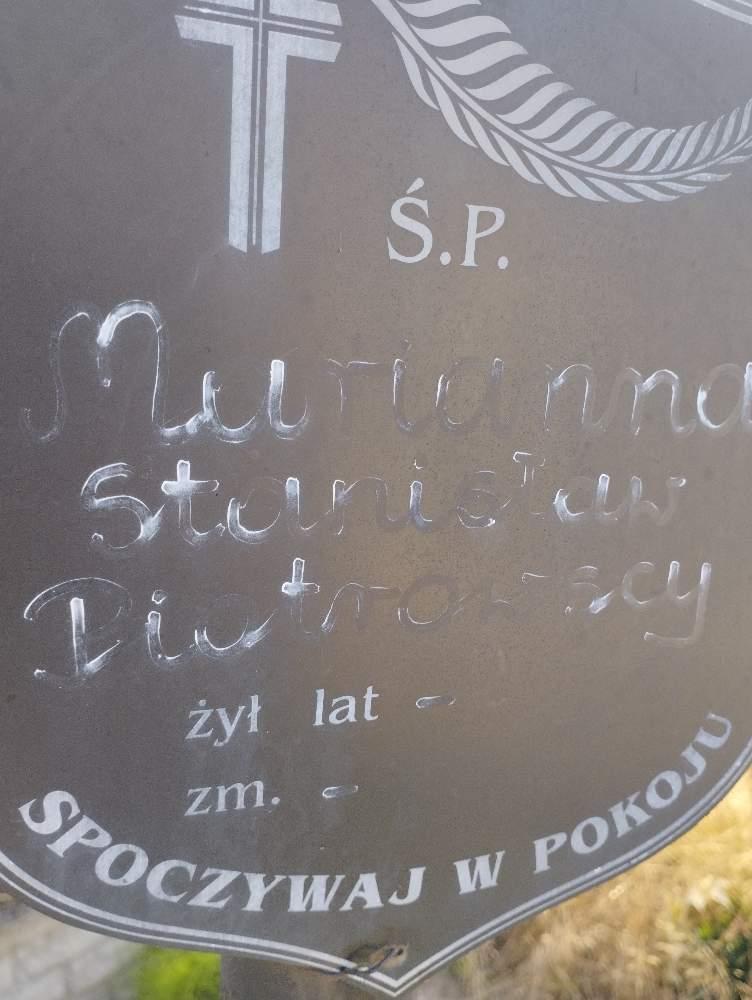 Ś.P.
Marianna
Stanisław
Piotrowscy
żył lat -
zm. -
SPOCZYWAJ W POKOJU